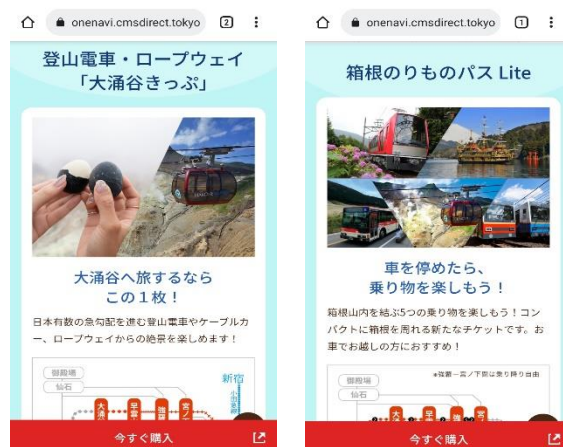 onenavi.cmsdirect.tokyo
2
登山電車・ロープウェイ
「大涌谷きっぷ」
大涌谷へ旅するなら
この１枚！
日本有数の急勾配を進む登山電車やケーブルカ
ー、ロープウェイからの絶景を楽しめます！
御殿場
仙石
新宿
小田急線
大涌
早雲
強羅
宮ノ
今すぐ購入
onenavi.cmsdirect.tokyo
1
箱根のりものパス Lite
車を停めたら、
乗り物を楽しもう！
箱根山内を結ぶ5つの乗り物を楽しもう！コン
パクトに箱根を周れる新たなチケットです。お
車でお越しの方におすすめ！
※強羅－宮ノ下間は乗り降り自由
御殿場
仙石
大涌
早雲
強羅
宮ノ
今すぐ購入